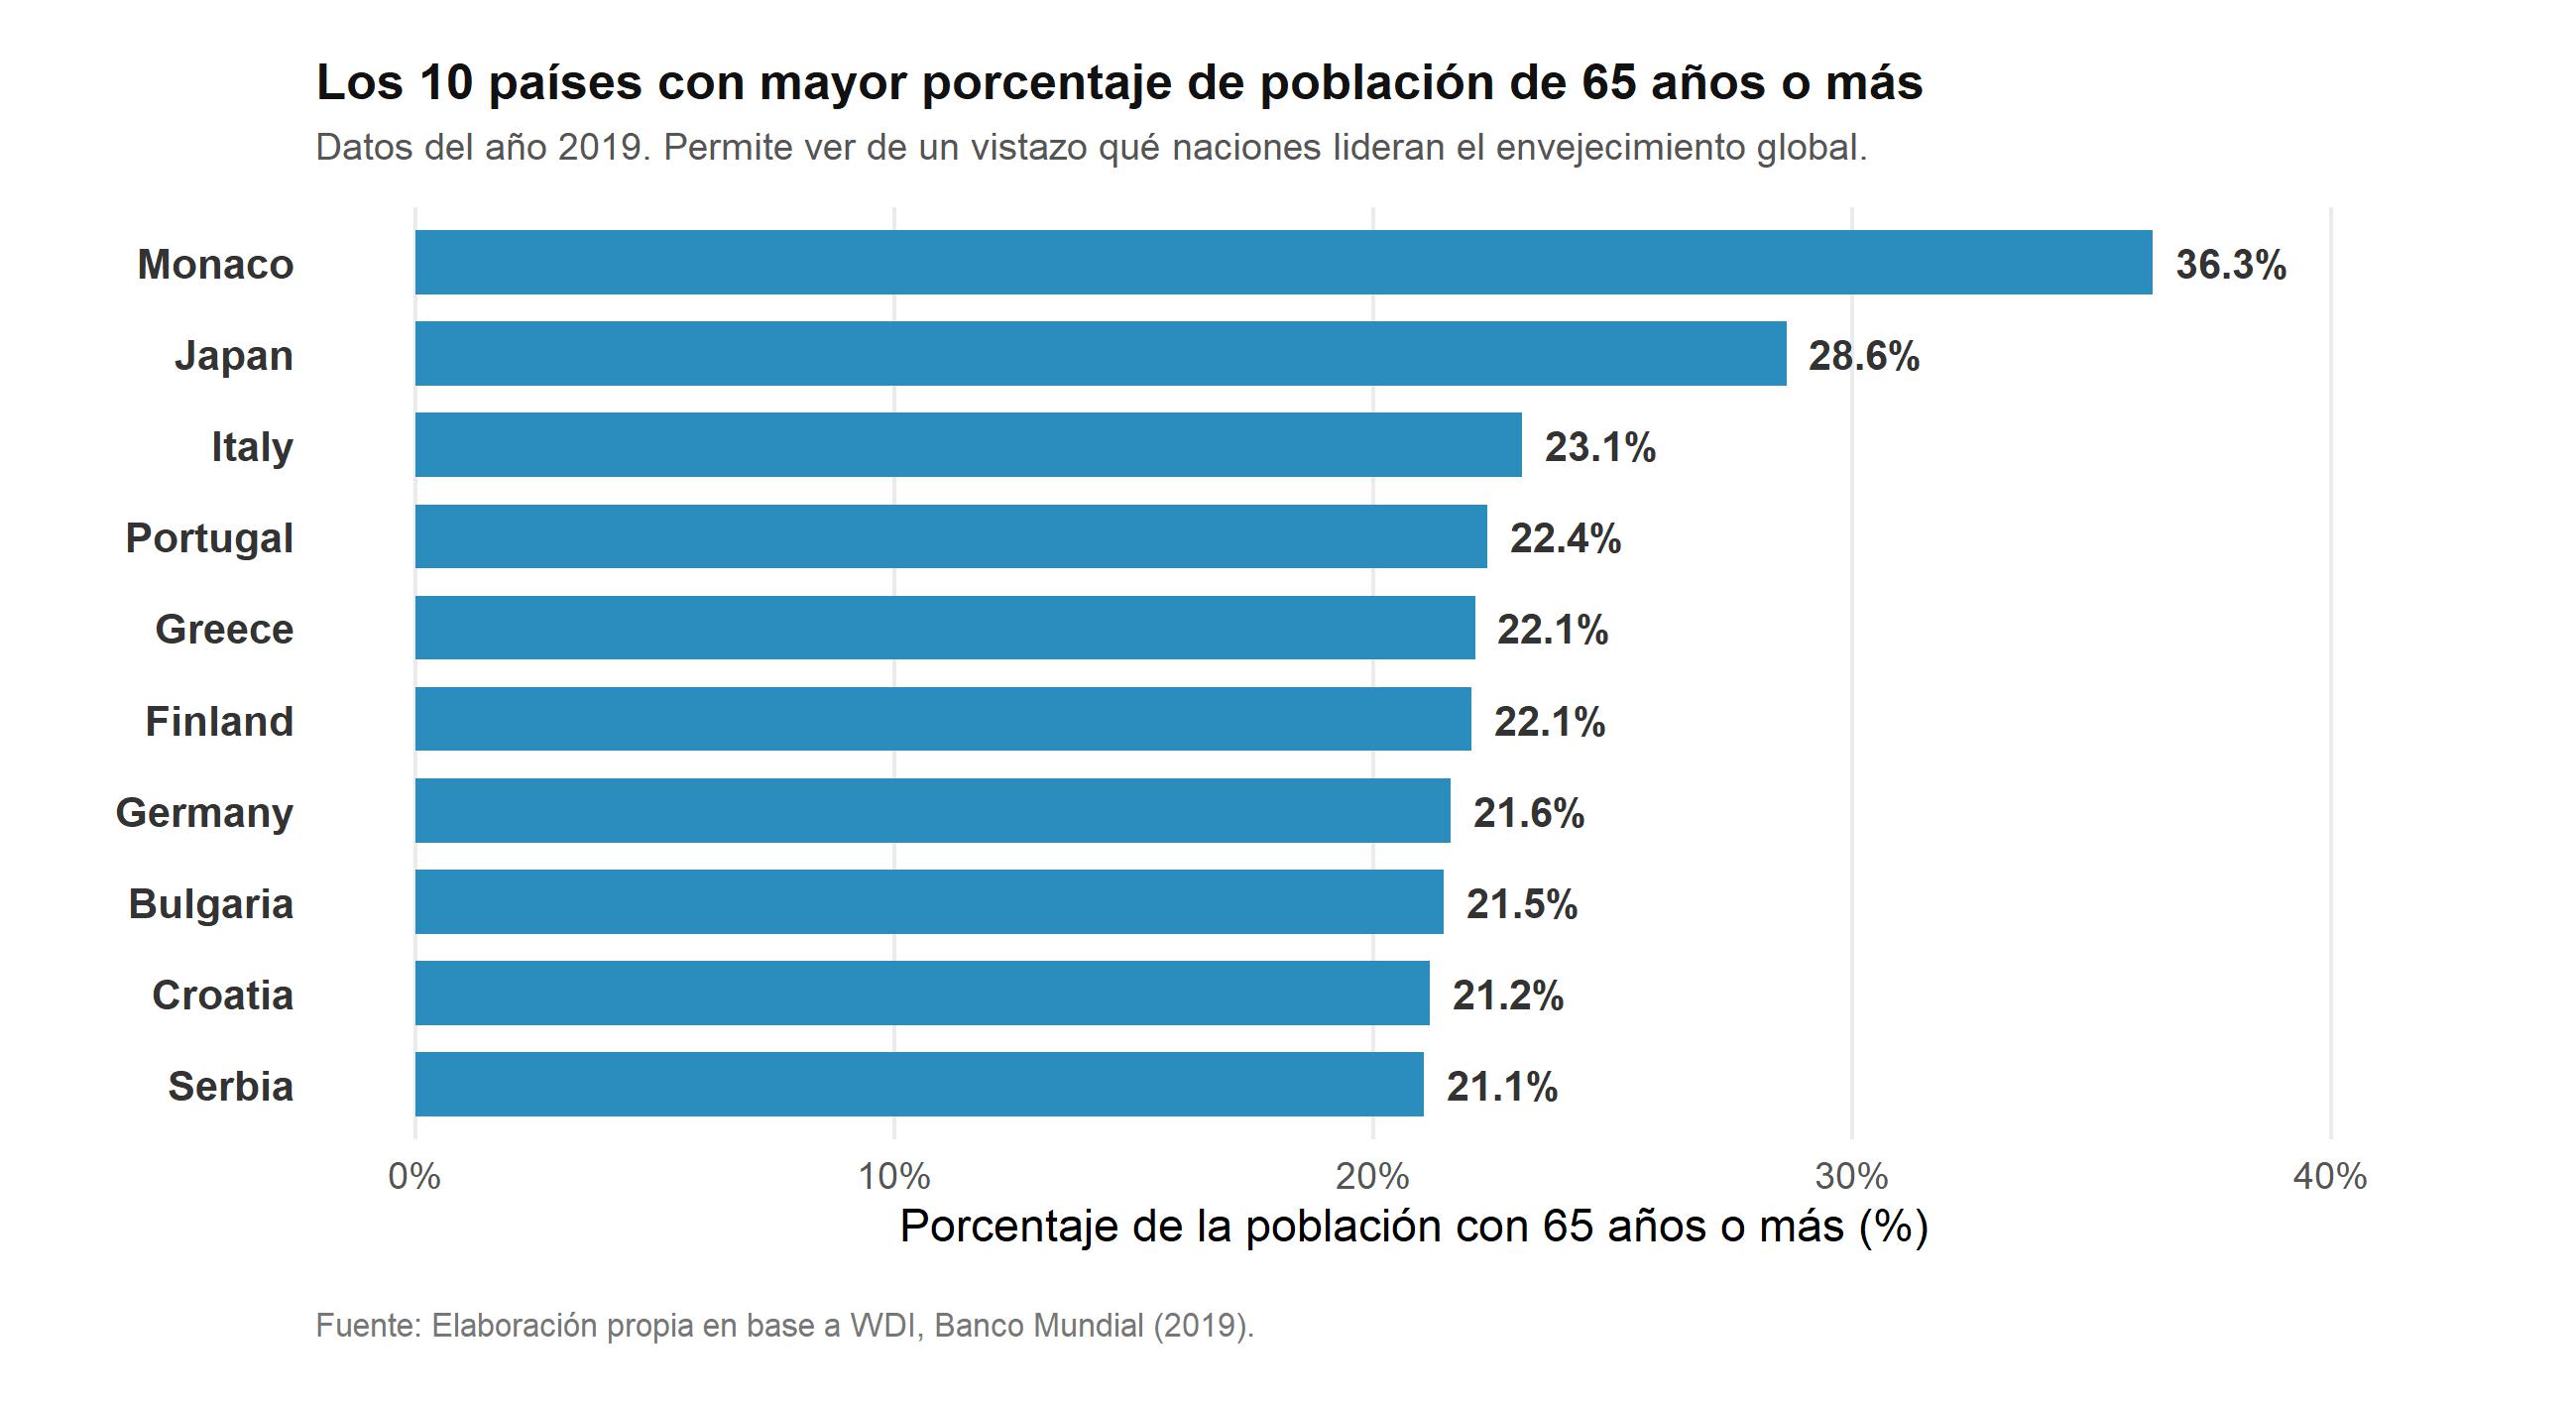 Los 10 países con mayor porcentaje de población de 65 años o más
Datos del año 2019. Permite ver de un vistazo qué naciones lideran el envejecimiento global.
Monaco 36.3%
Japan 28.6%
Italy 23.1%
Portugal 22.4%
Greece 22.1%
Finland 22.1%
Germany 21.6%
Bulgaria 21.5%
Croatia 21.2%
Serbia 21.1%
0% 10% 20% 30% 40%
Porcentaje de la población con 65 años o más (%)
Fuente: Elaboración propia en base a WDI, Banco Mundial (2019).